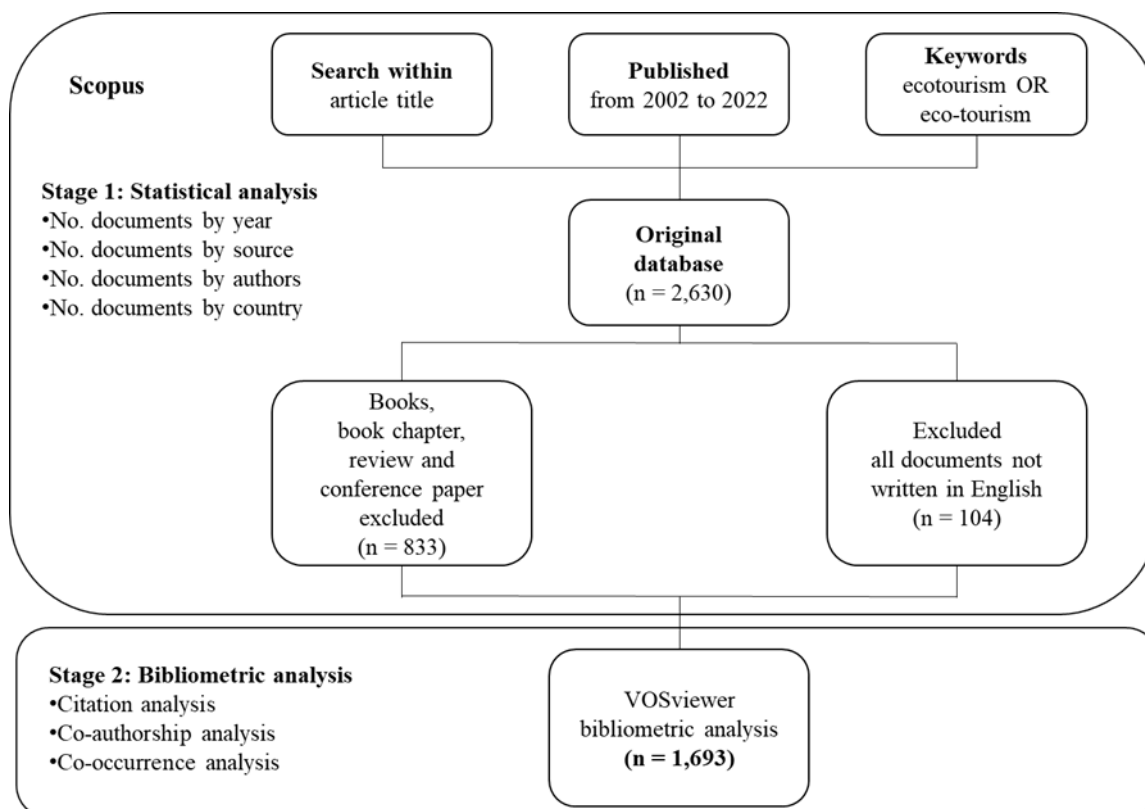 Scopus
Search within
article title
Published
from 2002 to 2022
Keywords
ecotourism OR
eco-tourism
Stage 1: Statistical analysis
•No. documents by year
•No. documents by source
•No. documents by authors
•No. documents by country
Original
database
(n = 2,630)
Books,
book chapter,
review and
conference paper
excluded
(n = 833)
Excluded
all documents not
written in English
(n = 104)
Stage 2: Bibliometric analysis
•Citation analysis
•Co-authorship analysis
•Co-occurrence analysis
VOSviewer
bibliometric analysis
(n = 1,693)